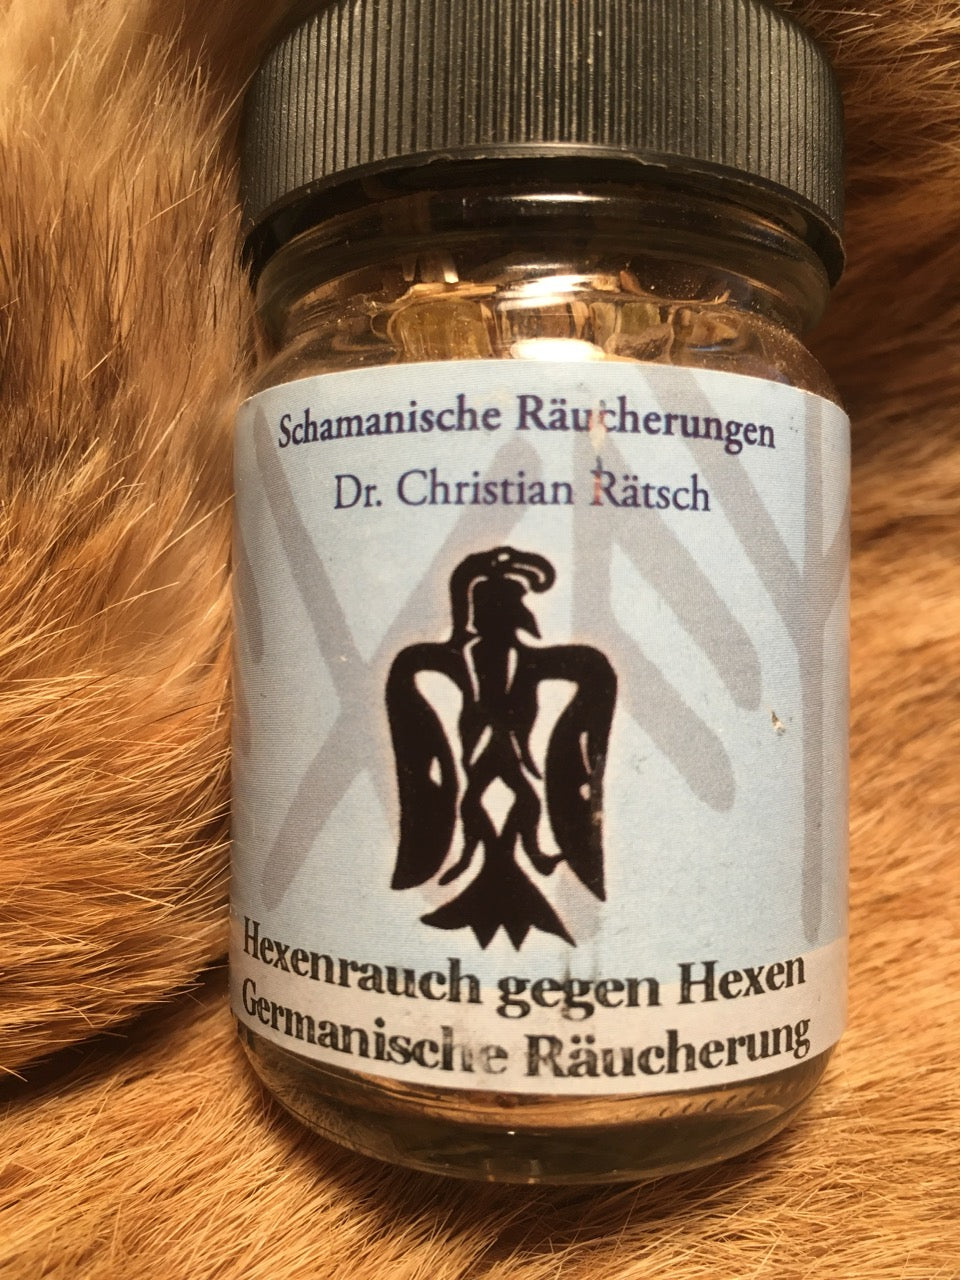 Schamanische Räucherungen
Dr. Christian Rätsch
Hexenrauch gegen Hexen
Germanische Räucherung